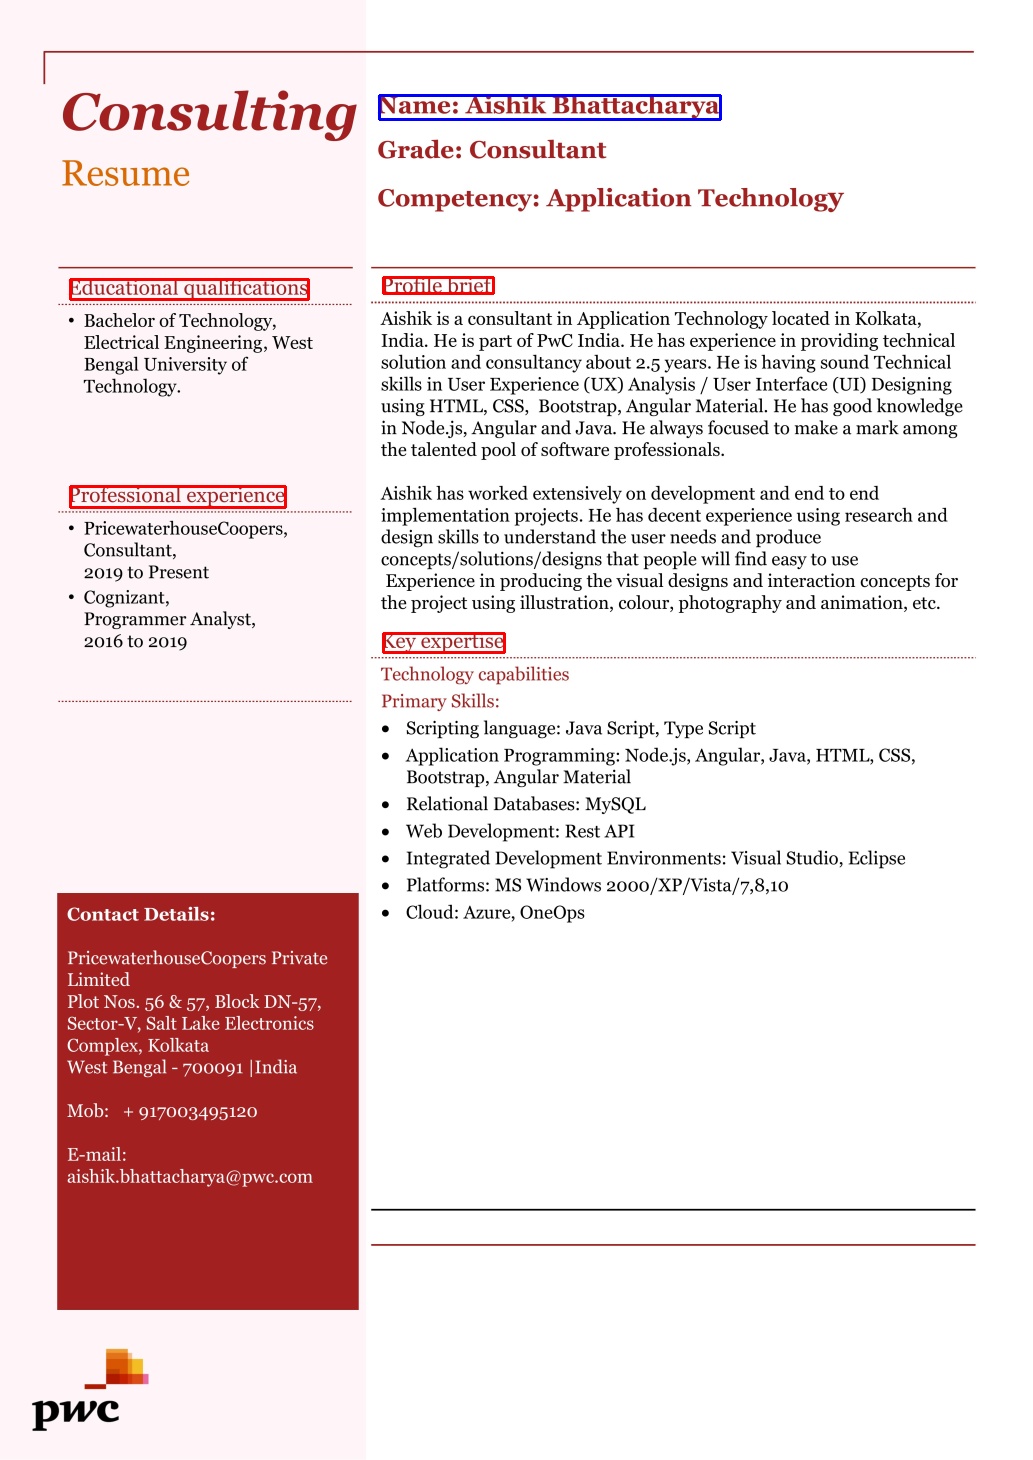 Consulting
Resume
Name: Aishik Bhattacharya
Grade: Consultant
Competency: Application Technology
Educational qualifications
• Bachelor of Technology,
Electrical Engineering, West
Bengal University of
Technology.
Professional experience
• PricewaterhouseCoopers,
Consultant,
2019 to Present
• Cognizant,
Programmer Analyst,
2016 to 2019
Contact Details:
PricewaterhouseCoopers Private
Limited
Plot Nos. 56 & 57, Block DN-57,
Sector-V, Salt Lake Electronics
Complex, Kolkata
West Bengal - 700091 |India
Mob: + 917003495120
E-mail:
aishik.bhattacharya@pwc.com
pwc
Profile brief
Aishik is a consultant in Application Technology located in Kolkata,
India. He is part of PwC India. He has experience in providing technical
solution and consultancy about 2.5 years. He is having sound Technical
skills in User Experience (UX) Analysis / User Interface (UI) Designing
using HTML, CSS, Bootstrap, Angular Material. He has good knowledge
in Node.js, Angular and Java. He always focused to make a mark among
the talented pool of software professionals.
Aishik has worked extensively on development and end to end
implementation projects. He has decent experience using research and
design skills to understand the user needs and produce
concepts/solutions/designs that people will find easy to use
Experience in producing the visual designs and interaction concepts for
the project using illustration, colour, photography and animation, etc.
Key expertise
Technology capabilities
Primary Skills:
• Scripting language: Java Script, Type Script
• Application Programming: Node.js, Angular, Java, HTML, CSS,
Bootstrap, Angular Material
• Relational Databases: MySQL
• Web Development: Rest API
• Integrated Development Environments: Visual Studio, Eclipse
• Platforms: MS Windows 2000/XP/Vista/7,8,10
• Cloud: Azure, OneOps